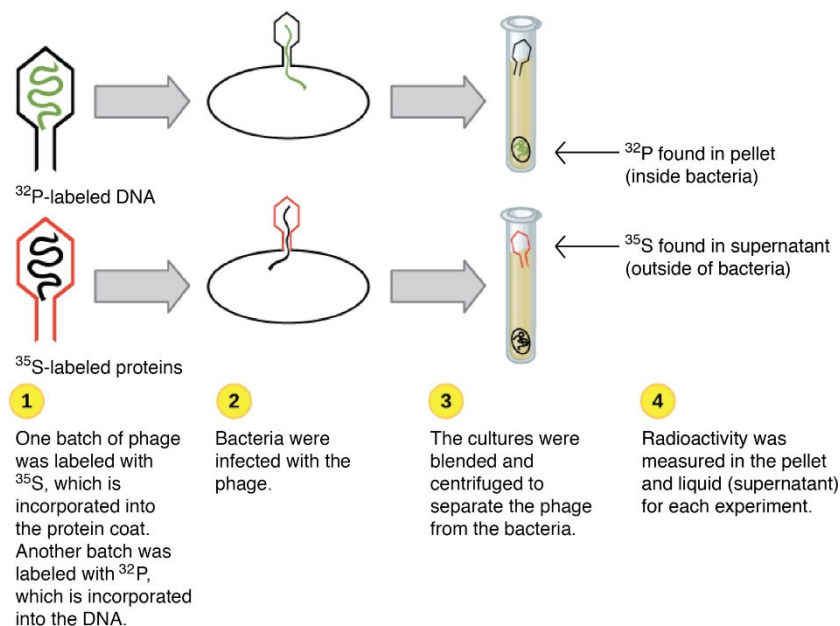 ³²P-labeled DNA
³²P found in pellet
(inside bacteria)
³⁵S-labeled proteins
³⁵S found in supernatant
(outside of bacteria)
1
One batch of phage
was labeled with
³⁵S, which is
incorporated into
the protein coat.
Another batch was
labeled with ³²P,
which is incorporated
into the DNA.
2
Bacteria were
infected with the
phage.
3
The cultures were
blended and
centrifuged to
separate the phage
from the bacteria.
4
Radioactivity was
measured in the pellet
and liquid (supernatant)
for each experiment.